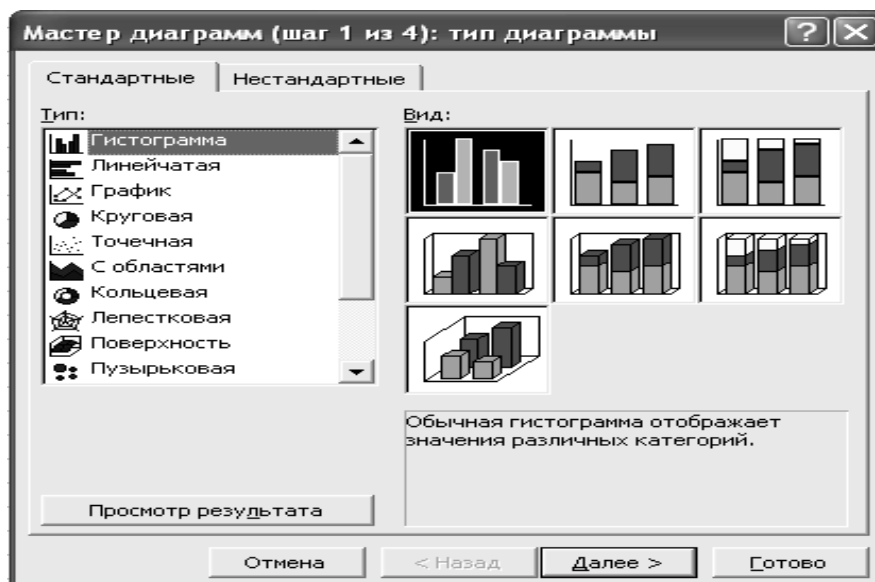 Мастер диаграмм (шаг 1 из 4): тип диаграммы
Стандартные
Нестандартные
Тип:
Гистограмма
Линейчатая
График
Круговая
Точечная
С областями
Кольцевая
Лепестковая
Поверхность
Пузырьковая
Вид:
Обычная гистограмма отображает
значения различных категорий.
Просмотр результата
Отмена
< Назад
Далее >
Готово